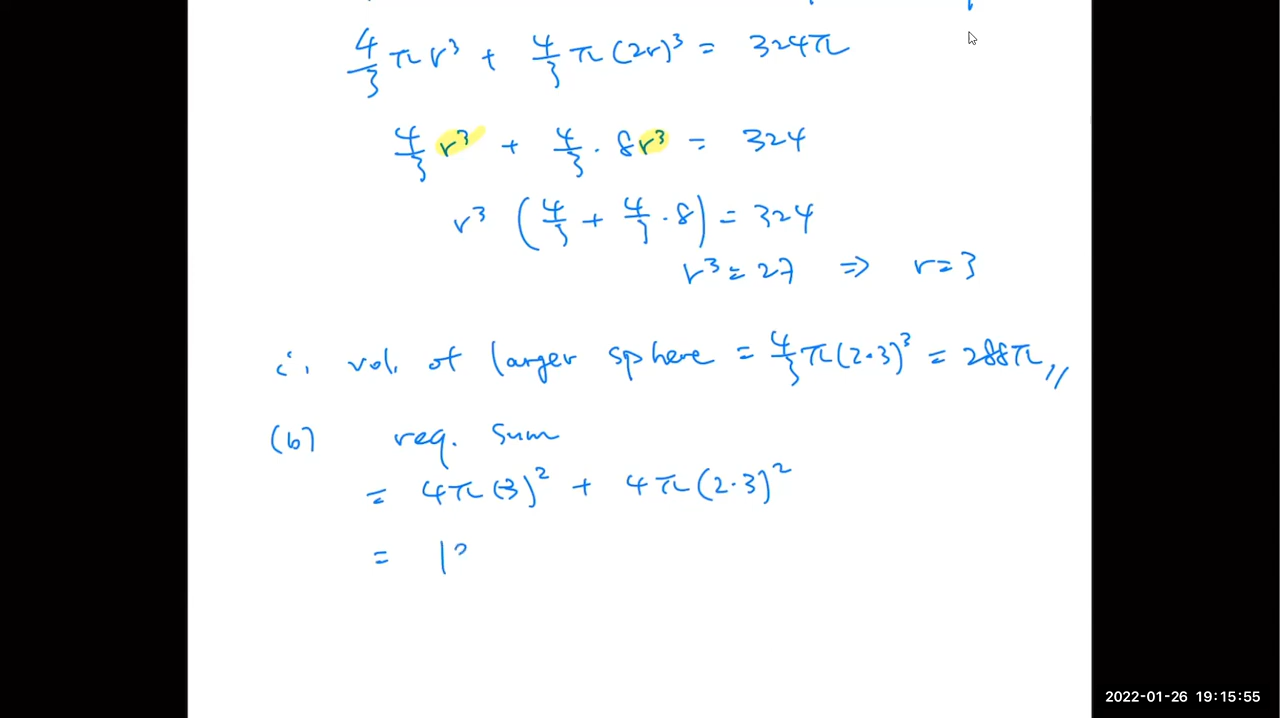 4/3 π r³ + 4/3 π (2r)³ = 324π
4/3 r³ + 4/3 · 8r³ = 324
r³ (4/3 + 4/3 · 8) = 324
r³ = 27 ⇒ r = 3
∴ vol. of larger sphere = 4/3 π (2·3)³ = 288π //
(b) req. sum
= 4π(3)² + 4π(2·3)²
=
2022-01-26 19:15:55